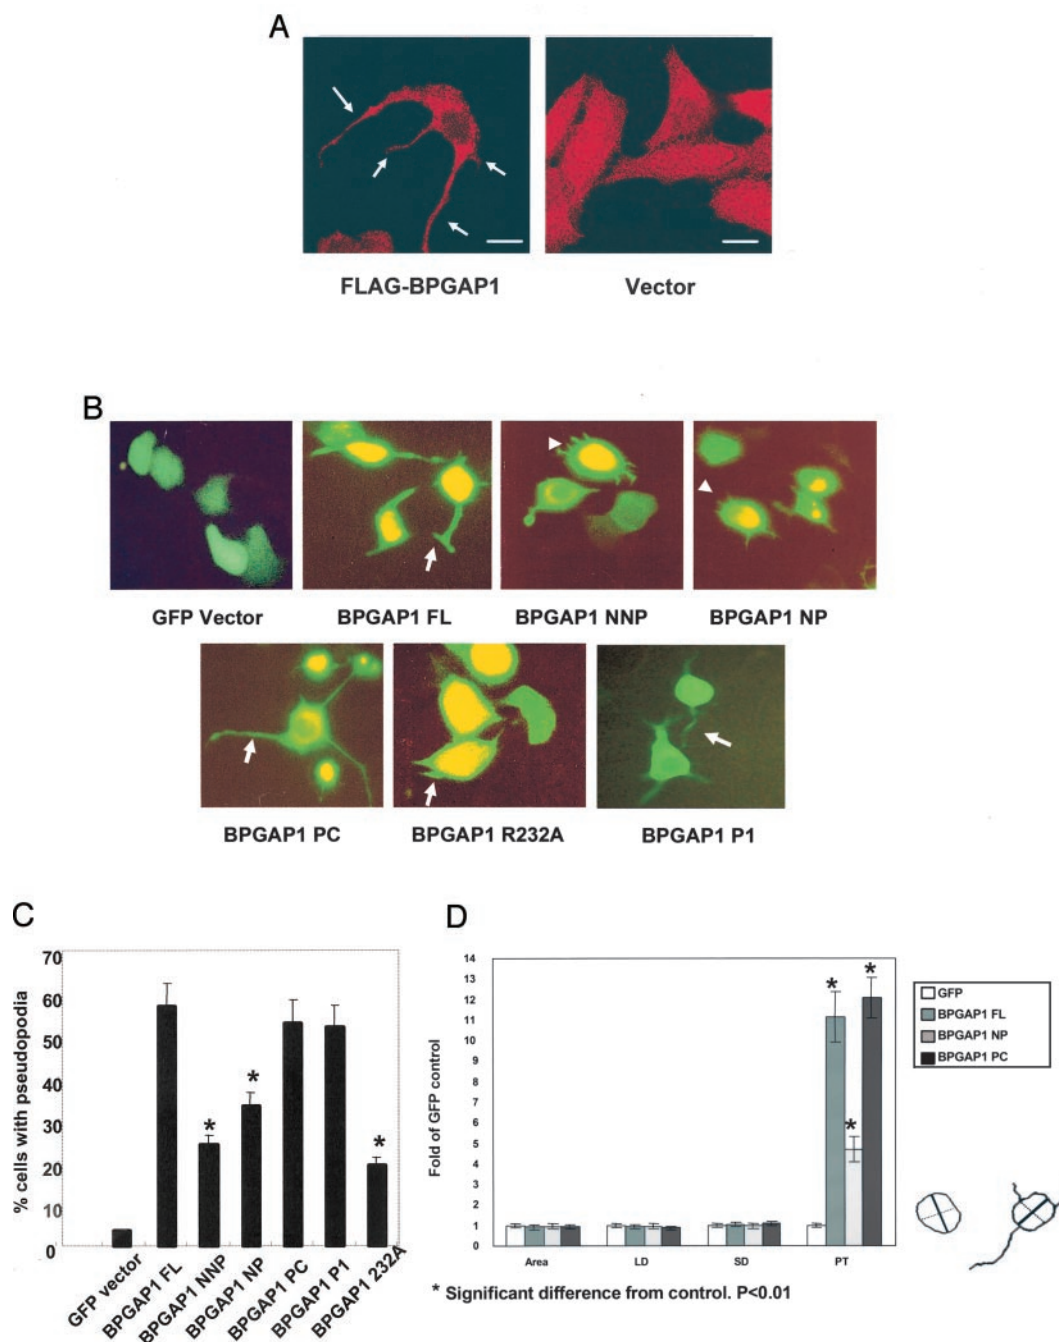 A
FLAG-BPGAP1
Vector
B
GFP Vector
BPGAP1 FL
BPGAP1 NNP
BPGAP1 NP
BPGAP1 PC
BPGAP1 R232A
BPGAP1 P1
C
% cells with pseudopodia
70
60
50
40
30
20
10
0
*
*
*
GFP vector
BPGAP1 FL
BPGAP1 NNP
BPGAP1 NP
BPGAP1 PC
BPGAP1 P1
BPGAP1 232A
D
Fold of GFP control
14
13
12
11
10
9
8
7
6
5
4
3
2
1
0
*
*
*
Area
LD
SD
PT
GFP
BPGAP1 FL
BPGAP1 NP
BPGAP1 PC
* Significant difference from control. P<0.01